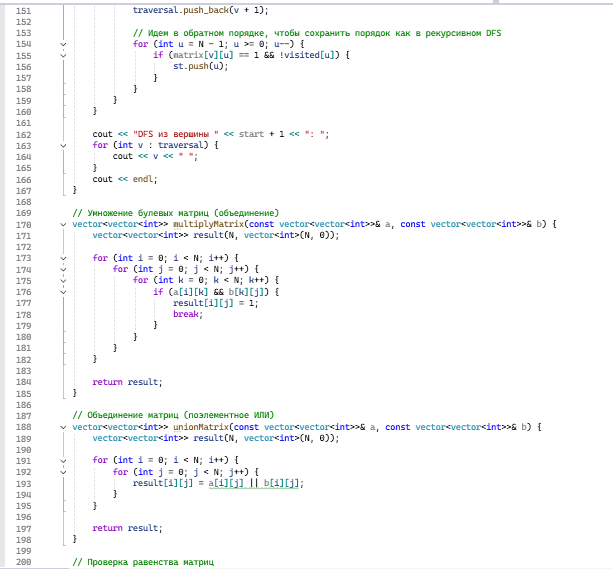 151 traversal.push_back(v + 1);
152
153 // Идем в обратном порядке, чтобы сохранить порядок как в рекурсивном DFS
154 for (int u = N - 1; u >= 0; u--) {
155 if (matrix[v][u] == 1 && !visited[u]) {
156 st.push(u);
157 }
158 }
159 }
160 }
161
162 cout << "DFS из вершины " << start + 1 << ": ";
163 for (int v : traversal) {
164 cout << v << " ";
165 }
166 cout << endl;
167 }
168
169 // Умножение булевых матриц (объединение)
170 vector<vector<int>> multiplyMatrix(const vector<vector<int>>& a, const vector<vector<int>>& b) {
171 vector<vector<int>> result(N, vector<int>(N, 0));
172
173 for (int i = 0; i < N; i++) {
174 for (int j = 0; j < N; j++) {
175 for (int k = 0; k < N; k++) {
176 if (a[i][k] && b[k][j]) {
177 result[i][j] = 1;
178 break;
179 }
180 }
181 }
182 }
183
184 return result;
185 }
186
187 // Объединение матриц (поэлементное ИЛИ)
188 vector<vector<int>> unionMatrix(const vector<vector<int>>& a, const vector<vector<int>>& b) {
189 vector<vector<int>> result(N, vector<int>(N, 0));
190
191 for (int i = 0; i < N; i++) {
192 for (int j = 0; j < N; j++) {
193 result[i][j] = a[i][j] || b[i][j];
194 }
195 }
196
197 return result;
198 }
199
200 // Проверка равенства матриц